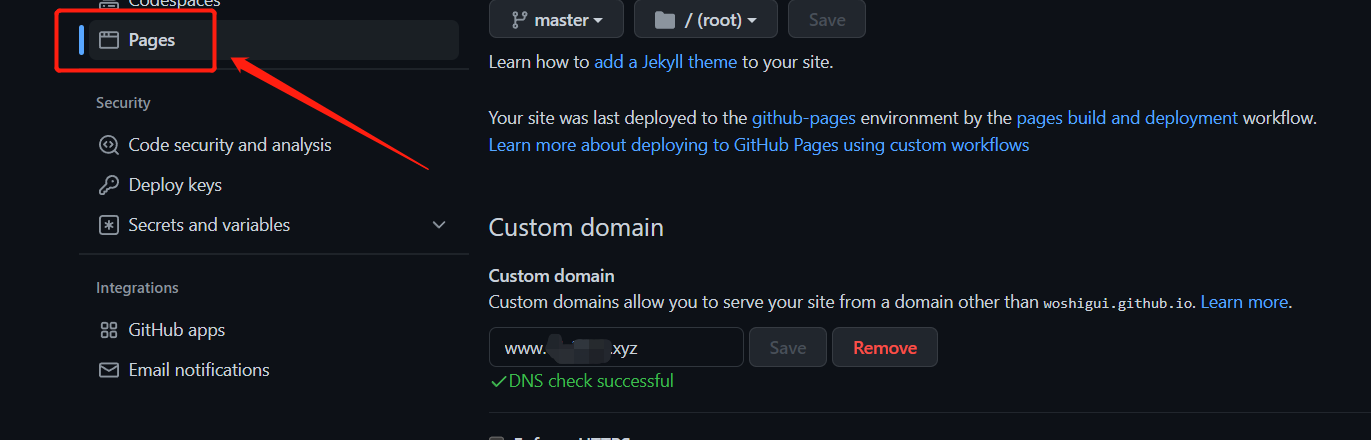 Codespaces
Pages
Security
Code security and analysis
Deploy keys
Secrets and variables
Integrations
GitHub apps
Email notifications
master
/ (root)
Save
Learn how to add a Jekyll theme to your site.
Your site was last deployed to the github-pages environment by the pages build and deployment workflow.
Learn more about deploying to GitHub Pages using custom workflows
Custom domain
Custom domain
Custom domains allow you to serve your site from a domain other than woshigui.github.io. Learn more.
www. .xyz
Save
Remove
DNS check successful
Enforce HTTPS